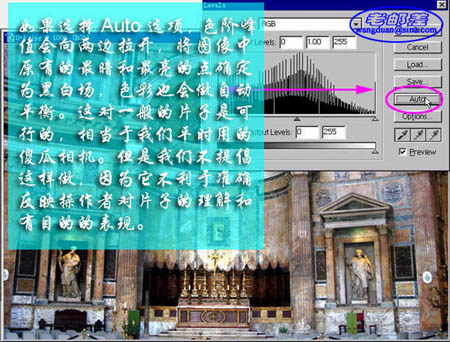 如果选择 Auto 选项 色阶峰
值会向两边拉开，将图像中
原有的最暗和最亮的点确定
为黑白场，色彩也会做自动
平衡。这对一般的片子是可
行的，相当于我们平时用的
傻瓜相机。但是我们不提倡
这样做，因为它不利于准确
反映操作者对片子的理解和
有目的的表现。
Levels
RGB
Levels: 0 1.00 255
Output Levels: 0 255
老邮差
wangduan@sina.com
Cancel
Load...
Save...
Auto
Options...
Preview